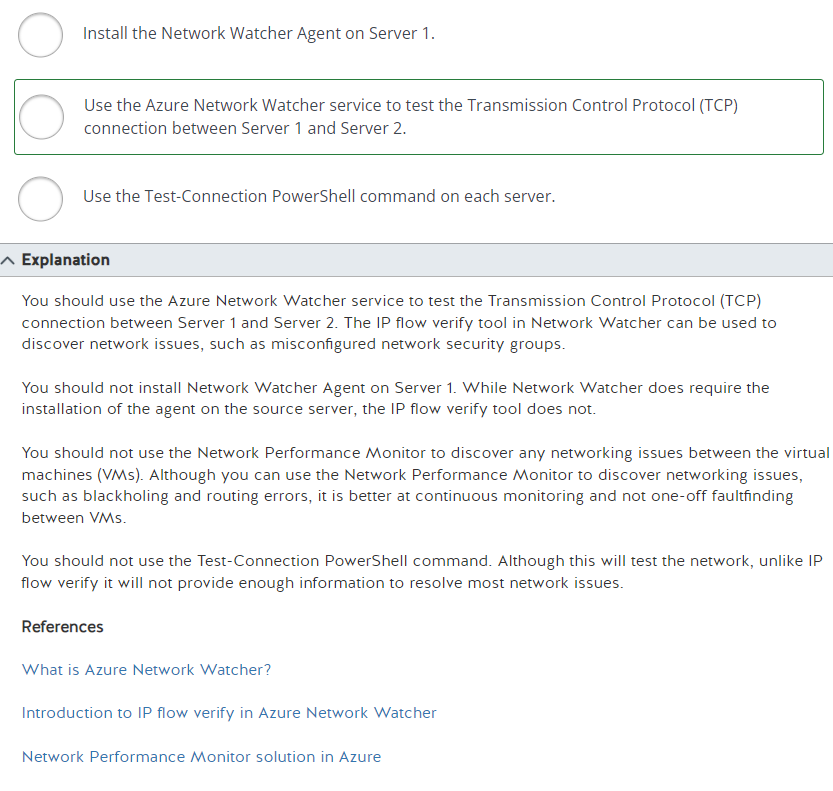 Install the Network Watcher Agent on Server 1.
Use the Azure Network Watcher service to test the Transmission Control Protocol (TCP)
connection between Server 1 and Server 2.
Use the Test-Connection PowerShell command on each server.
Explanation
You should use the Azure Network Watcher service to test the Transmission Control Protocol (TCP)
connection between Server 1 and Server 2. The IP flow verify tool in Network Watcher can be used to
discover network issues, such as misconfigured network security groups.
You should not install Network Watcher Agent on Server 1. While Network Watcher does require the
installation of the agent on the source server, the IP flow verify tool does not.
You should not use the Network Performance Monitor to discover any networking issues between the virtual
machines (VMs). Although you can use the Network Performance Monitor to discover networking issues,
such as blackholing and routing errors, it is better at continuous monitoring and not one-off faultfinding
between VMs.
You should not use the Test-Connection PowerShell command. Although this will test the network, unlike IP
flow verify it will not provide enough information to resolve most network issues.
References
What is Azure Network Watcher?
Introduction to IP flow verify in Azure Network Watcher
Network Performance Monitor solution in Azure